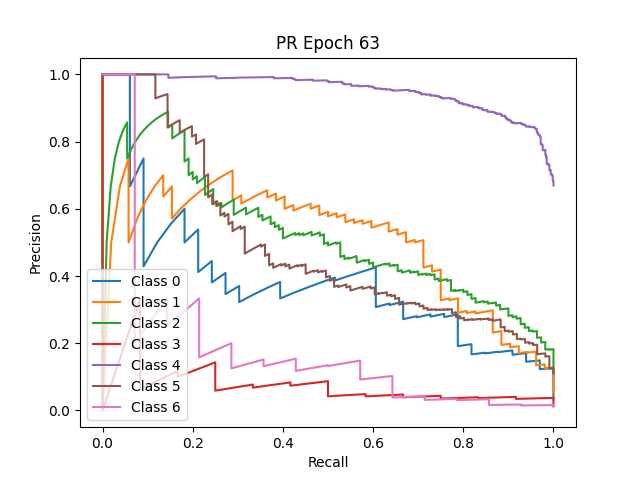 PR Epoch 63
Precision
1.0
0.8
0.6
0.4
0.2
0.0
Class 0
Class 1
Class 2
Class 3
Class 4
Class 5
Class 6
0.0 0.2 0.4 0.6 0.8 1.0
Recall